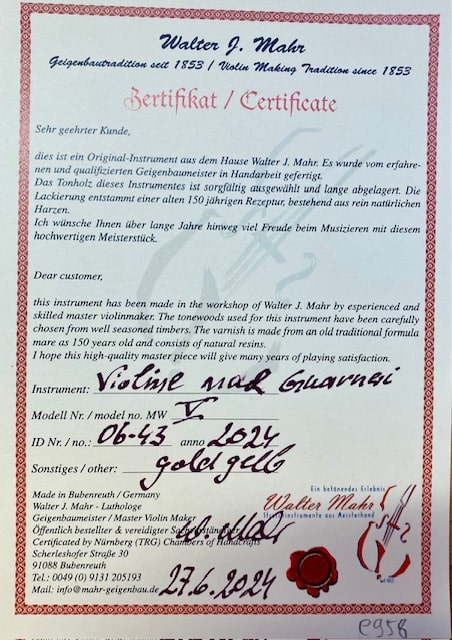 Walter J. Mahr
Geigenbautradition seit 1853 / Violin Making Tradition since 1853
Zertifikat / Certificate
Sehr geehrter Kunde,
dies ist ein Original-Instrument aus dem Hause Walter J. Mahr. Es wurde vom erfahre-
nen und qualifizierten Geigenbaumeister in Handarbeit gefertigt.
Das Tonholz dieses Instrumentes ist sorgfältig ausgewählt und lange abgelagert. Die
Lackierung entstammt einer alten 150 jährigen Rezeptur, bestehend aus rein natürlichen
Harzen.
Ich wünsche Ihnen über lange Jahre hinweg viel Freude beim Musizieren mit diesem
hochwertigen Meisterstück.
Dear customer,
this instrument has been made in the workshop of Walter J. Mahr by esperienced and
skilled master violinmaker. The tonewoods used for this instrument have been carefully
chosen from well seasoned timbers. The varnish is made from an old traditional formula
mare as 150 years old and consists of natural resins.
I hope this high-quality master piece will give many years of playing satisfaction.
Instrument: Violine nach Guarneri
Modell Nr. / model no. MW V
ID Nr. / no.: 06-43 anno 2024
Sonstiges / other: goldgelb
Made in Bubenreuth / Germany
Walter J. Mahr - Luthologe
Geigenbaumeister / Master Violin Maker
Öffentlich bestellter & vereidigter Sachverständiger
Certificated by Nürnberg (TRG) Chambers of Handcrafts
Scherleshofer Straße 30
91088 Bubenreuth
Tel.: 0049 (0) 9131 205193
Mail: info@mahr-geigenbau.de
Ein betönendes Erlebnis
Walter Mahr
Streichinstrumente aus Meisterhand
W. Mahr
27.6.2024
e958